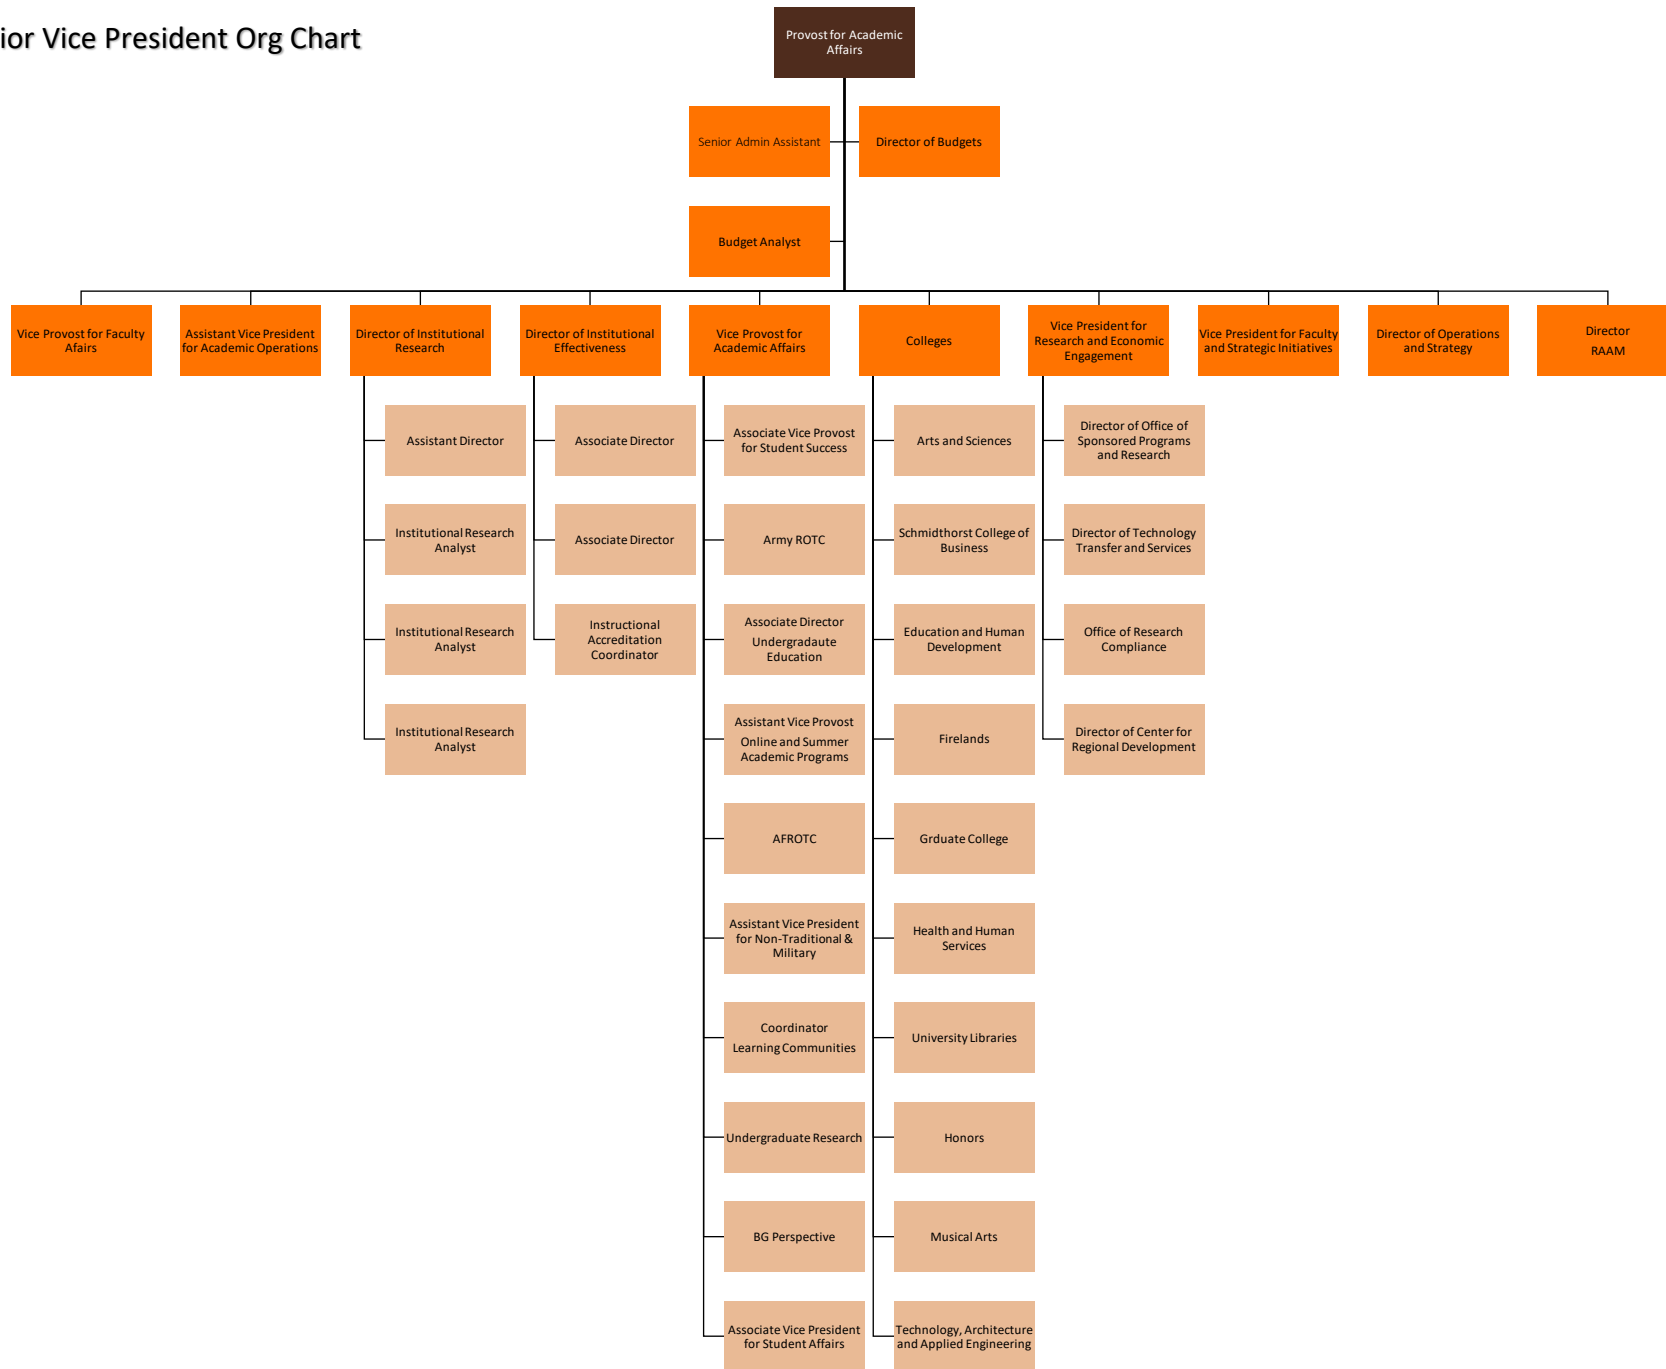 ior Vice President Org Chart
Provost for Academic
Affairs
Senior Admin Assistant
Director of Budgets
Budget Analyst
Vice Provost for Faculty
Afairs
Assistant Vice President
for Academic Operations
Director of Institutional
Research
Director of Institutional
Effectiveness
Vice Provost for
Academic Affairs
Colleges
Vice President for
Research and Economic
Engagement
Vice President for Faculty
and Strategic Initiatives
Director of Operations
and Strategy
Director
RAAM
Assistant Director
Institutional Research
Analyst
Institutional Research
Analyst
Institutional Research
Analyst
Associate Director
Associate Director
Instructional
Accreditation
Coordinator
Associate Vice Provost
for Student Success
Army ROTC
Associate Director
Undergradaute
Education
Assistant Vice Provost
Online and Summer
Academic Programs
AFROTC
Assistant Vice President
for Non-Traditional &
Military
Coordinator
Learning Communities
Undergraduate Research
BG Perspective
Associate Vice President
for Student Affairs
Arts and Sciences
Schmidthorst College of
Business
Education and Human
Development
Firelands
Grduate College
Health and Human
Services
University Libraries
Honors
Musical Arts
Technology, Architecture
and Applied Engineering
Director of Office of
Sponsored Programs
and Research
Director of Technology
Transfer and Services
Office of Research
Compliance
Director of Center for
Regional Development